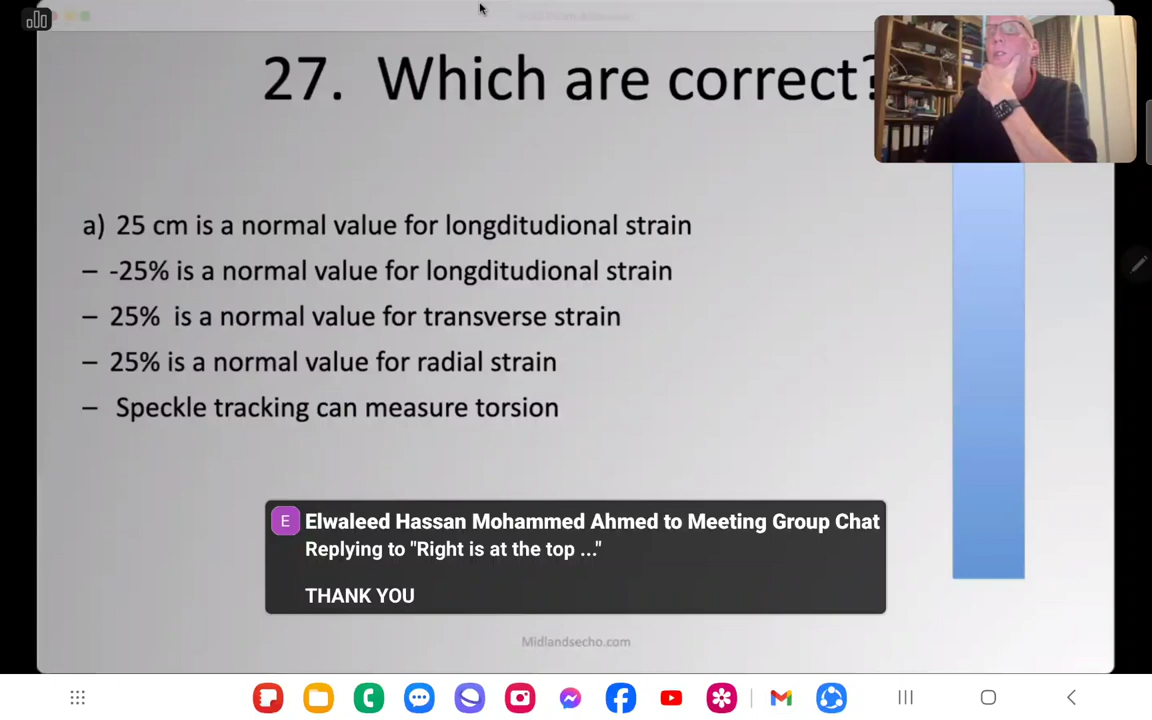 27. Which are correct?
a) 25 cm is a normal value for longditudional strain
– -25% is a normal value for longditudional strain
– 25% is a normal value for transverse strain
– 25% is a normal value for radial strain
– Speckle tracking can measure torsion
E
Elwaleed Hassan Mohammed Ahmed to Meeting Group Chat
Replying to "Right is at the top ..."
THANK YOU
Midlandsecho.com